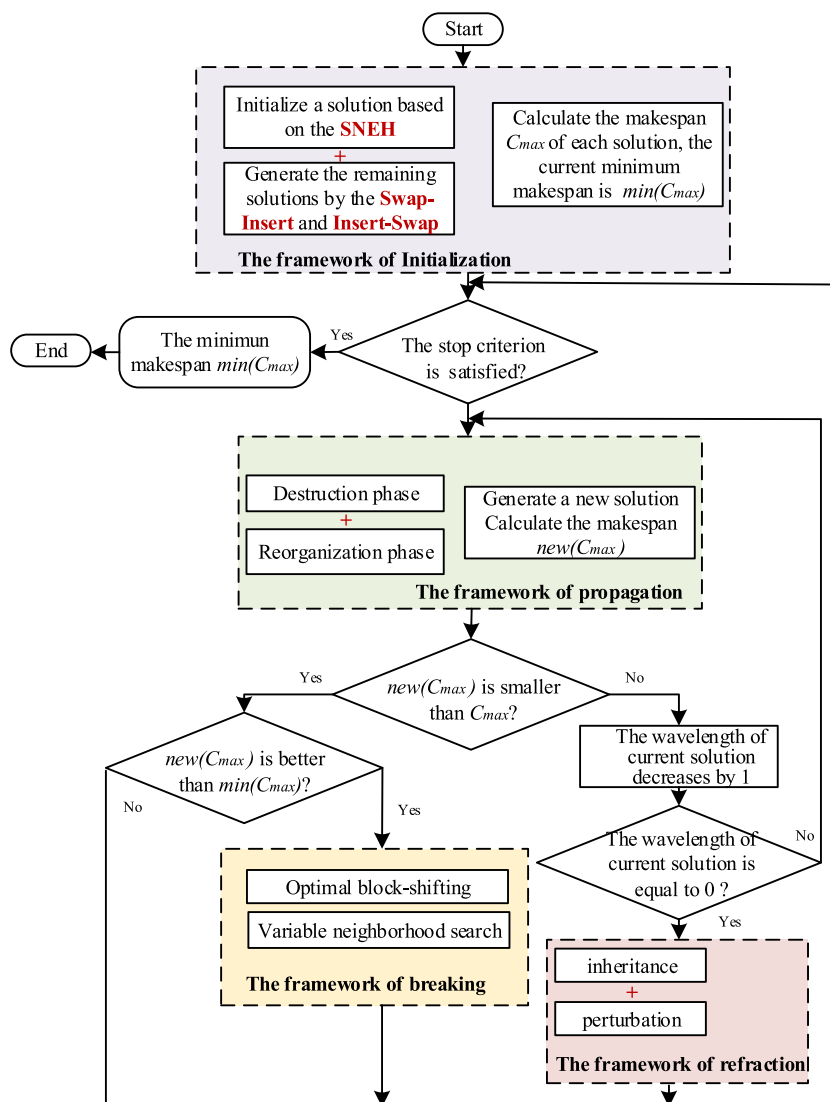 Start
Initialize a solution based
on the SNEH
+
Generate the remaining
solutions by the Swap-
Insert and Insert-Swap
Calculate the makespan
Cmax of each solution, the
current minimum
makespan is min(Cmax)
The framework of Initialization
End
The minimun
makespan min(Cmax)
Yes
The stop criterion
is satisfied?
Destruction phase
+
Reorganization phase
Generate a new solution
Calculate the makespan
new(Cmax)
The framework of propagation
Yes
new(Cmax) is smaller
than Cmax?
No
new(Cmax) is better
than min(Cmax)?
No
Yes
The wavelength of
current solution
decreases by 1
The wavelength of
current solution is
equal to 0 ?
No
Yes
Optimal block-shifting
Variable neighborhood search
The framework of breaking
inheritance
+
perturbation
The framework of refraction